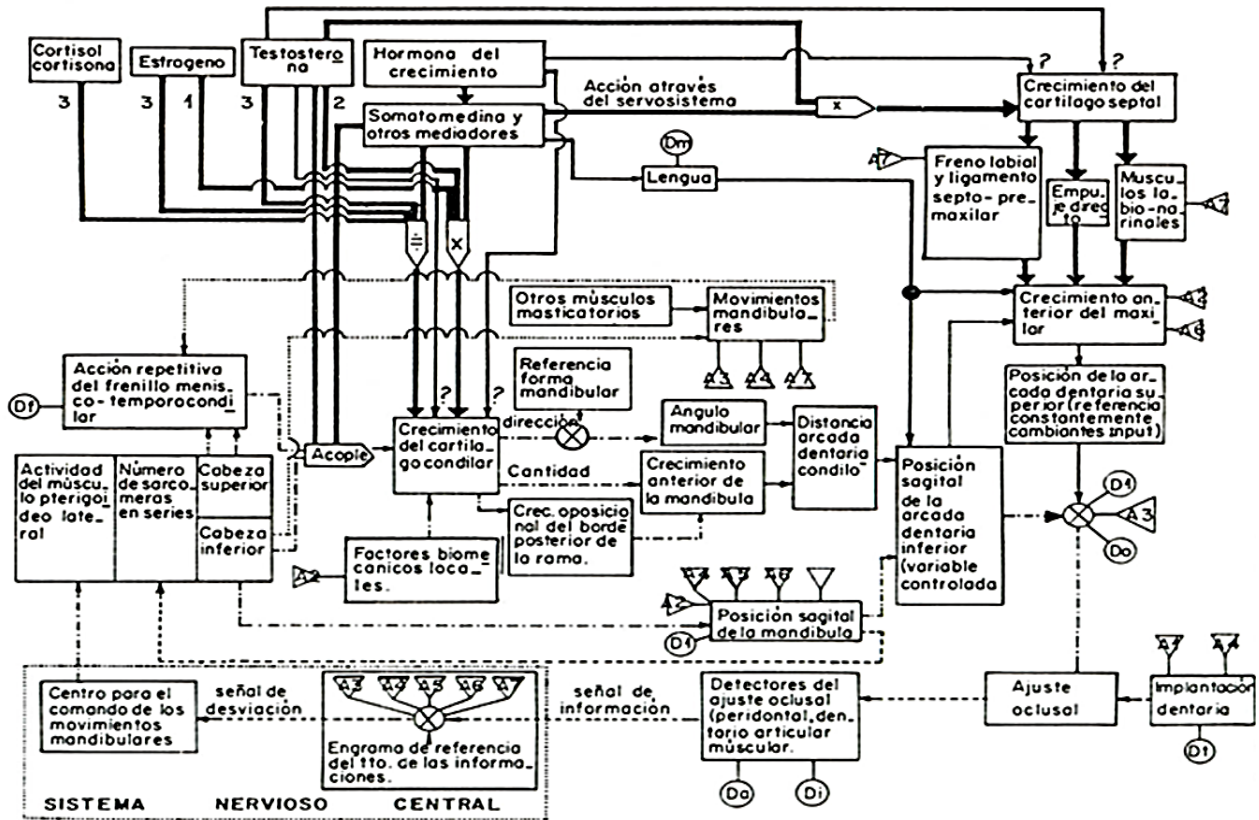 Cortisol
cortisona
Estrogeno
Testostero
na
Hormona del
crecimiento
3
3
1
3
2
Somatomedina y
otros mediadores
Acción através
del servosistema
x
?
?
Crecimiento del
cartilago septal
Dm
Lengua
A7
Freno labial
y ligamento
septo-pre-
maxilar
Empu-
je direc
to
Muscu-
los la-
bio-na-
rinales
A7
÷
x
Otros músculos
masticatorios
Movimientos
mandibula-
res
A3
A4
A7
Crecimiento an-
terior del maxi-
lar
A2
A6
Acción repetitiva
del frenillo menis-
co-temporocondi
lar
Df
Referencia
forma
mandibular
dirección
?
?
Crecimiento
del cartila-
go condilar
Acople
Cantidad
Angulo
mandibular
Crecimiento
anterior de
la mandibula
Distancia
arcada
dentaria
condilo
Posición de la ar-
cada dentaria su-
perior (referencia
constantemente
cambiantes input)
Actividad
del múscu-
lo pterigoi-
deo late-
ral
Número
de sarco-
meras
en series
Cabeza
superior
Cabeza
inferior
Crec. oposicio
nal del borde
posterior de
la rama.
Factores biome
canicos loca-
les.
A2
Posición
sagital
de la
arcada
dentaria
inferior
(variable
controlada
D1
A3
Do
A4
A5
A6
A2
Posición sagital
de la mandibula
D1
Centro para el
comando de los
movimientos
mandibulares
señal de
desviación
A3
A4
A5
A6
A7
Engrama de referencia
del tto. de las informa-
ciones.
señal de
información
Detectores del
ajuste oclusal
(peridontal, den-
tario articular
múscular.
Da
Di
Ajuste
oclusal
A1
A4
Implantación
dentaria
D1
SISTEMA NERVIOSO CENTRAL